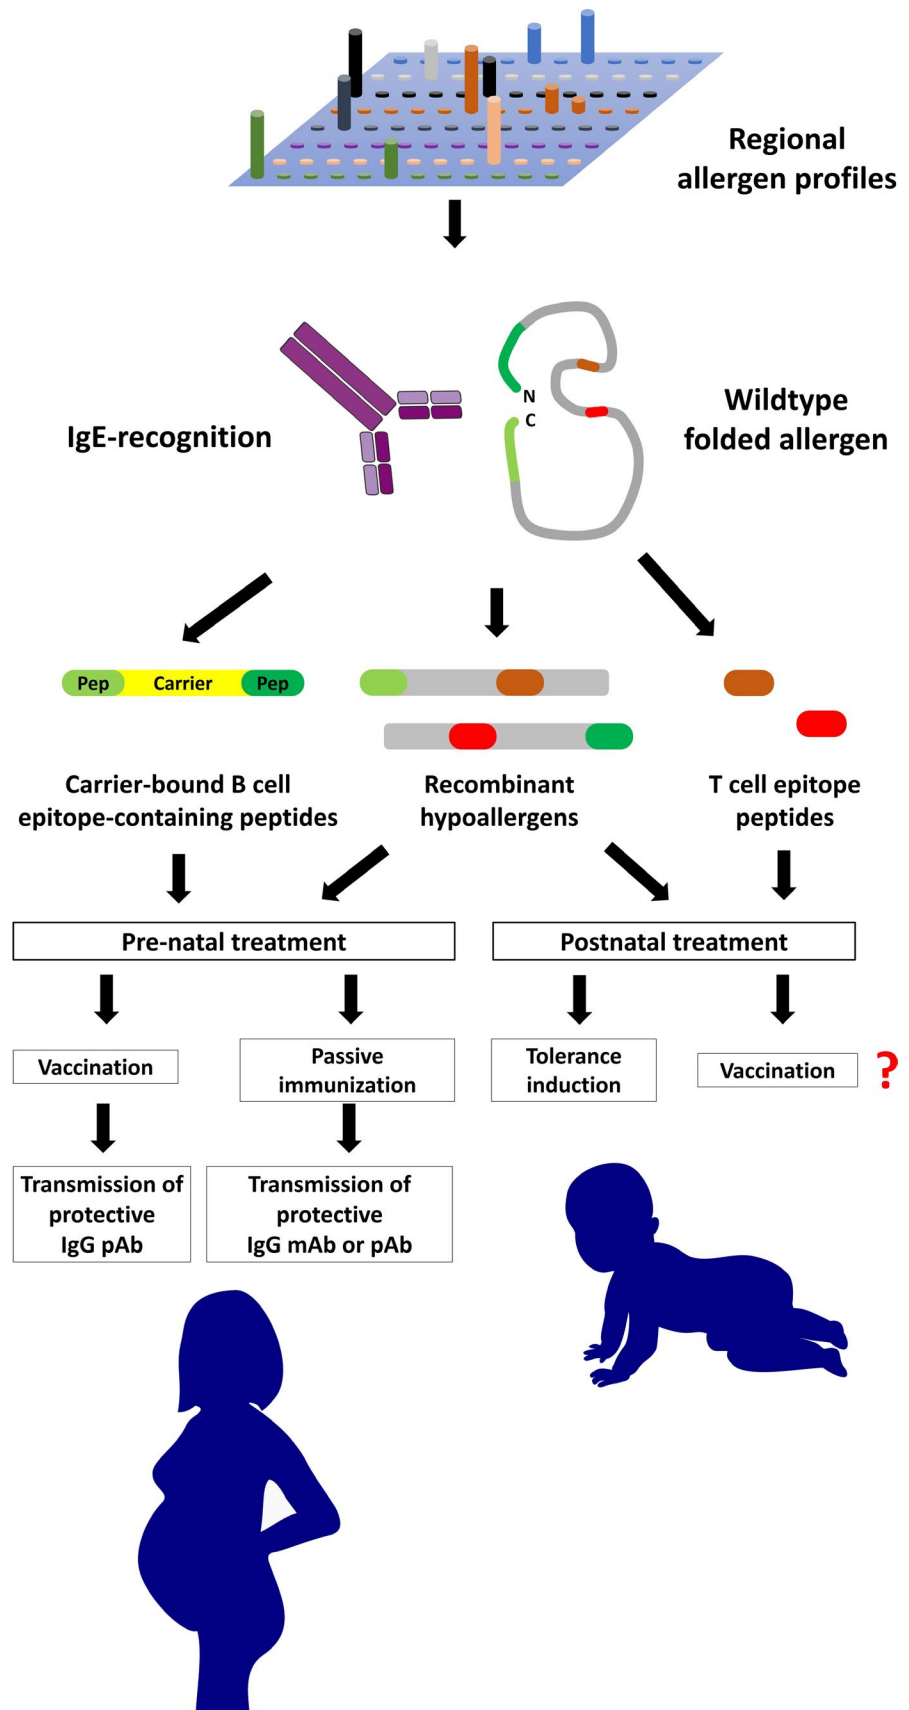 Regional
allergen profiles
IgE-recognition
N
C
Wildtype
folded allergen
Pep Carrier Pep
Carrier-bound B cell
epitope-containing peptides
Recombinant
hypoallergens
T cell epitope
peptides
Pre-natal treatment
Postnatal treatment
Vaccination
Passive
immunization
Tolerance
induction
Vaccination ?
Transmission of
protective
IgG pAb
Transmission of
protective
IgG mAb or pAb